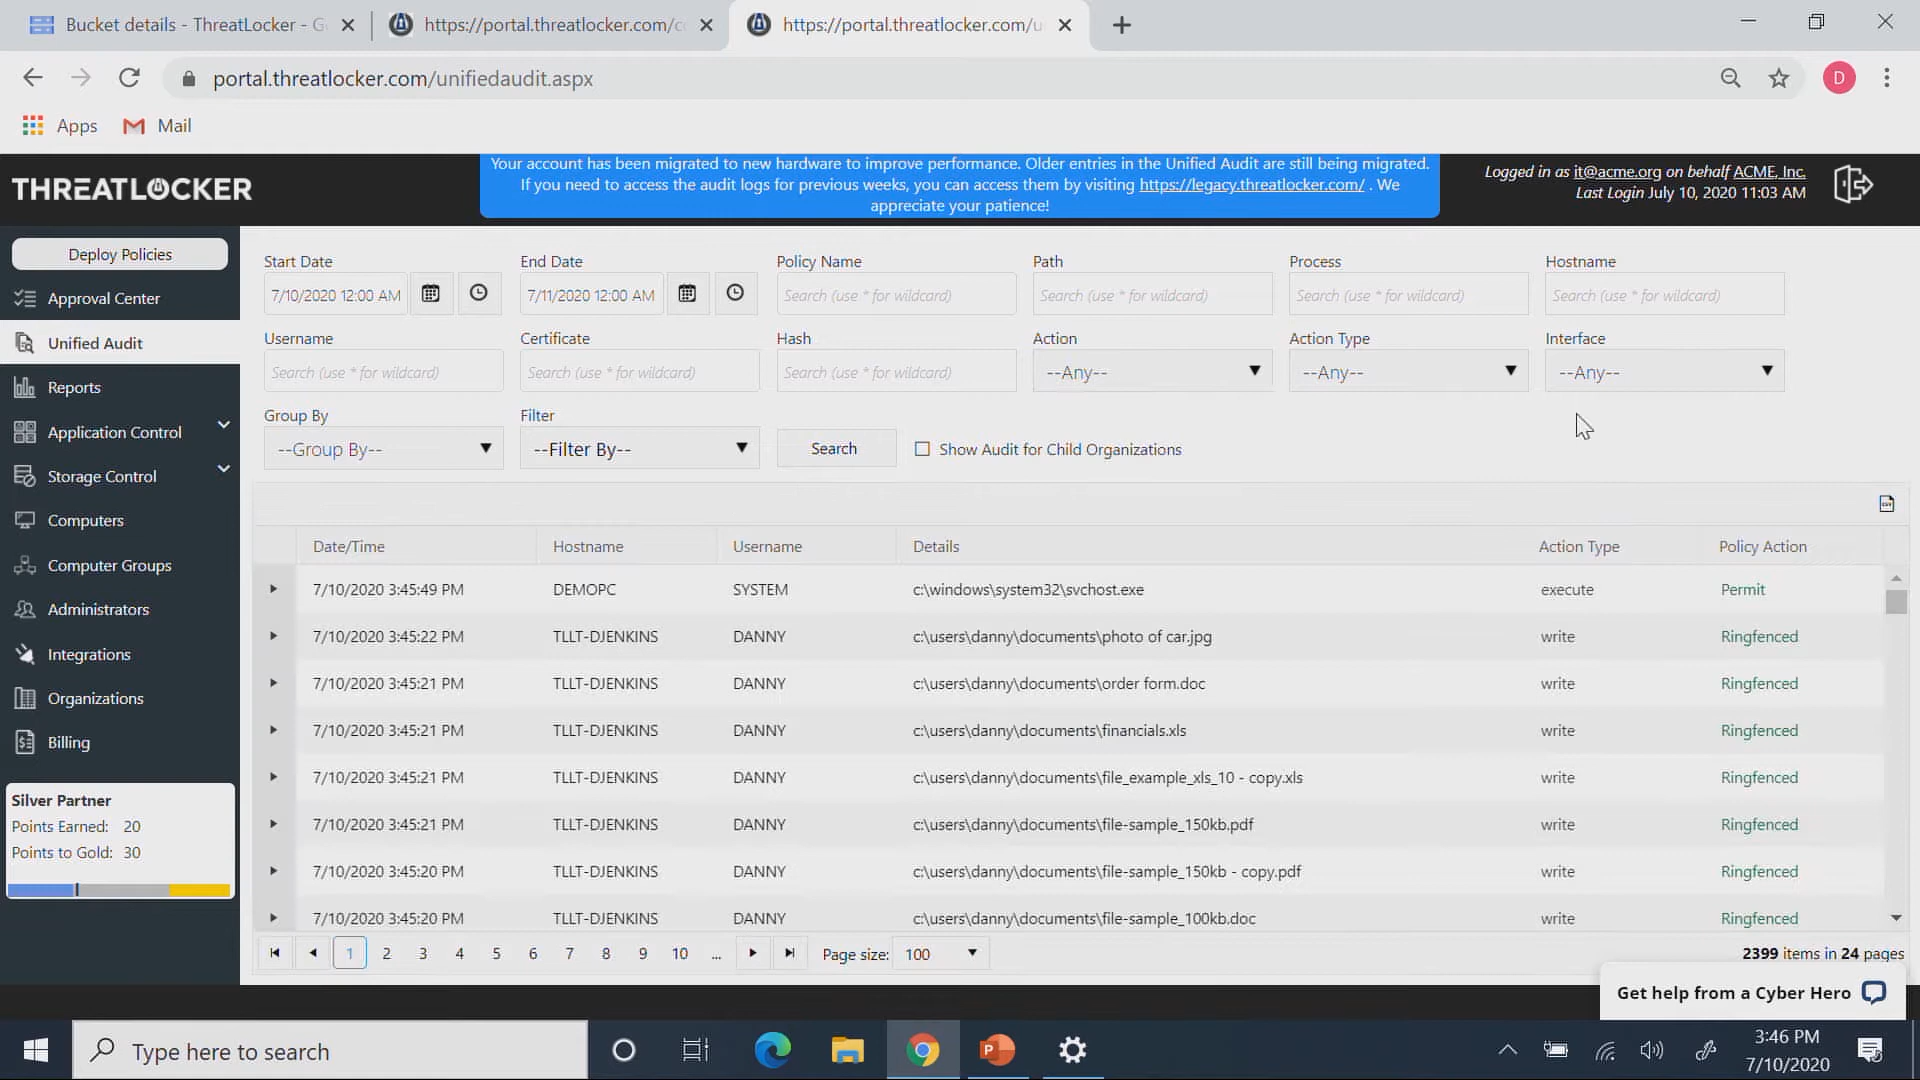 Bucket details - ThreatLocker - G
https://portal.threatlocker.com/c
https://portal.threatlocker.com/u
portal.threatlocker.com/unifiedaudit.aspx
D
Apps
Mail
THREATLOCKER
Your account has been migrated to new hardware to improve performance. Older entries in the Unified Audit are still being migrated.
If you need to access the audit logs for previous weeks, you can access them by visiting https://legacy.threatlocker.com/ . We
appreciate your patience!
Logged in as it@acme.org on behalf ACME, Inc.
Last Login July 10, 2020 11:03 AM
Deploy Policies
Approval Center
Unified Audit
Reports
Application Control
Storage Control
Computers
Computer Groups
Administrators
Integrations
Organizations
Billing
Silver Partner
Points Earned: 20
Points to Gold: 30
Start Date End Date Policy Name Path Process Hostname
7/10/2020 12:00 AM 7/11/2020 12:00 AM Search (use * for wildcard) Search (use * for wildcard) Search (use * for wildcard) Search (use * for wildcard)
Username Certificate Hash Action Action Type Interface
Search (use * for wildcard) Search (use * for wildcard) Search (use * for wildcard) --Any-- --Any-- --Any--
Group By Filter
--Group By-- --Filter By-- Search Show Audit for Child Organizations
CSV
Date/Time Hostname Username Details Action Type Policy Action
7/10/2020 3:45:49 PM DEMOPC SYSTEM c:\windows\system32\svchost.exe execute Permit
7/10/2020 3:45:22 PM TLLT-DJENKINS DANNY c:\users\danny\documents\photo of car.jpg write Ringfenced
7/10/2020 3:45:21 PM TLLT-DJENKINS DANNY c:\users\danny\documents\order form.doc write Ringfenced
7/10/2020 3:45:21 PM TLLT-DJENKINS DANNY c:\users\danny\documents\financials.xls write Ringfenced
7/10/2020 3:45:21 PM TLLT-DJENKINS DANNY c:\users\danny\documents\file_example_xls_10 - copy.xls write Ringfenced
7/10/2020 3:45:21 PM TLLT-DJENKINS DANNY c:\users\danny\documents\file-sample_150kb.pdf write Ringfenced
7/10/2020 3:45:20 PM TLLT-DJENKINS DANNY c:\users\danny\documents\file-sample_150kb - copy.pdf write Ringfenced
7/10/2020 3:45:20 PM TLLT-DJENKINS DANNY c:\users\danny\documents\file-sample_100kb.doc write Ringfenced
1 2 3 4 5 6 7 8 9 10 ... Page size: 100 2399 items in 24 pages
Get help from a Cyber Hero
Type here to search
P
3:46 PM
7/10/2020